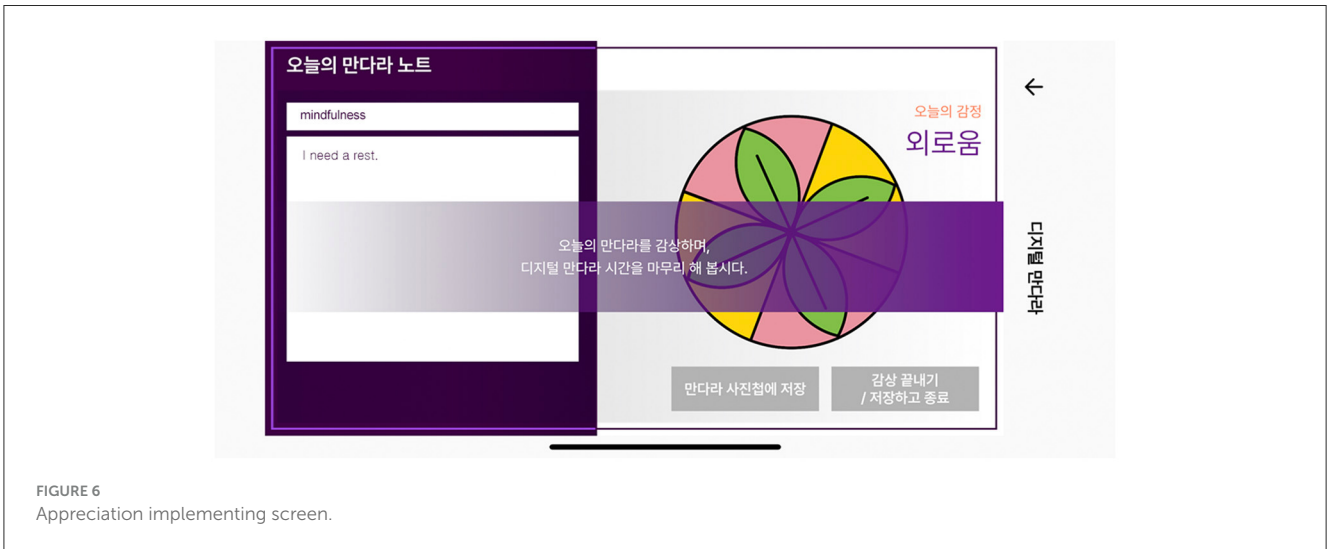 오늘의 만다라 노트
mindfulness
I need a rest.
오늘의 감정
외로움
오늘의 만다라를 감상하며,
디지털 만다라 시간을 마무리 해 봅시다.
만다라 사진첩에 저장
감상 끝내기
/ 저장하고 종료
디지털 만다라
FIGURE 6
Appreciation implementing screen.